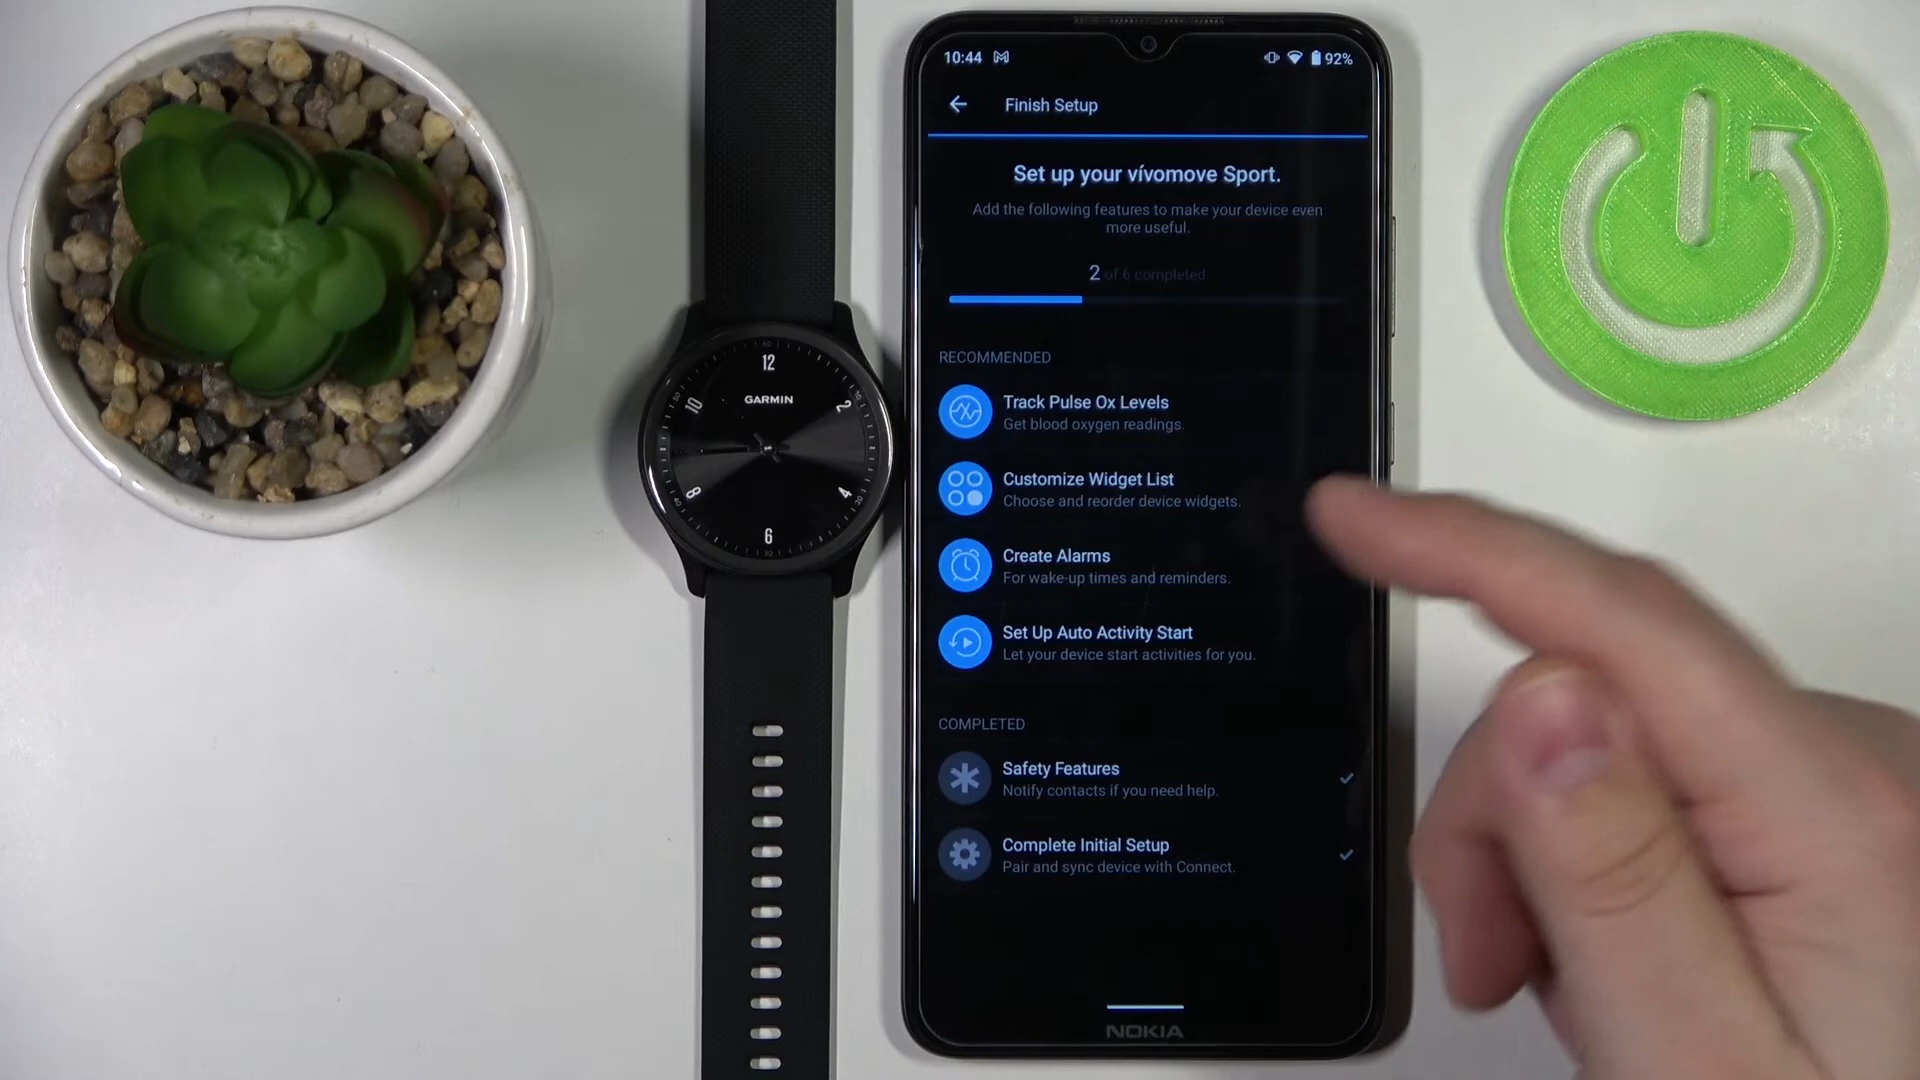 12
GARMIN
10
2
8
4
6
10:44
92%
Finish Setup
Set up your vívomove Sport.
Add the following features to make your device even
more useful.
2 of 6 completed
RECOMMENDED
Track Pulse Ox Levels
Get blood oxygen readings.
Customize Widget List
Choose and reorder device widgets.
Create Alarms
For wake-up times and reminders.
Set Up Auto Activity Start
Let your device start activities for you.
COMPLETED
Safety Features
Notify contacts if you need help.
Complete Initial Setup
Pair and sync device with Connect.
NOKIA